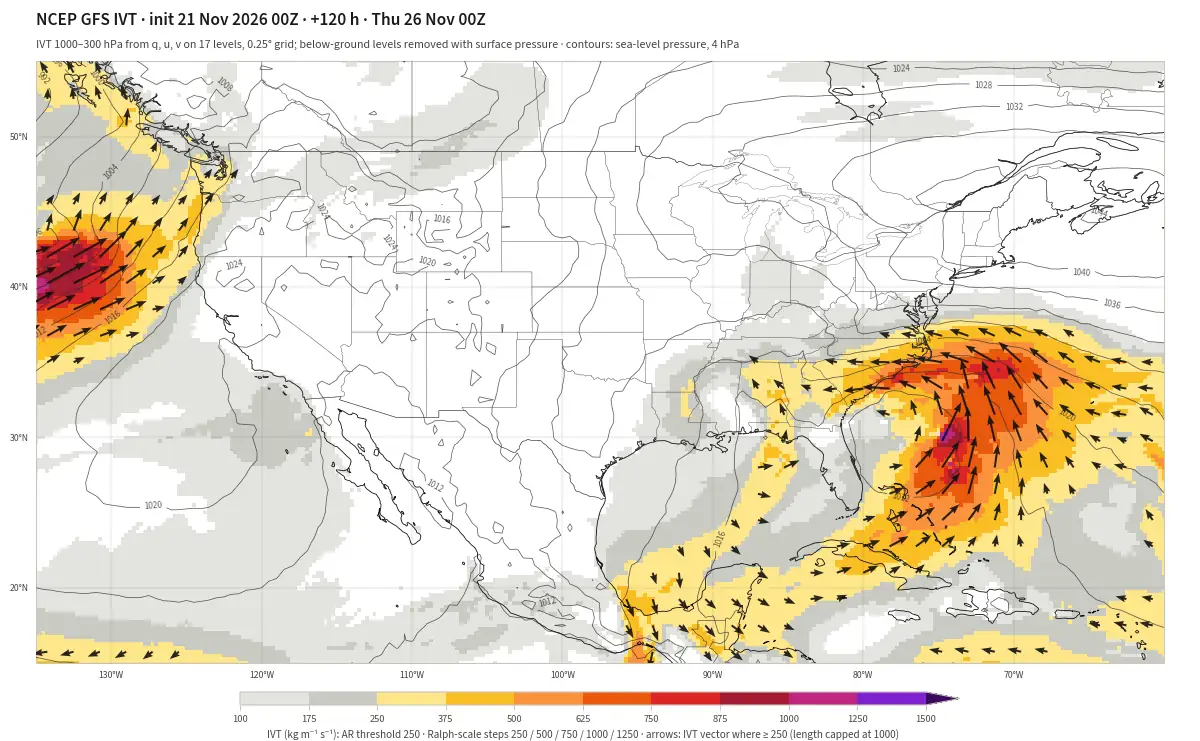 NCEP GFS IVT · init 21 Nov 2026 00Z · +120 h · Thu 26 Nov 00Z
IVT 1000–300 hPa from q, u, v on 17 levels, 0.25° grid; below-ground levels removed with surface pressure · contours: sea-level pressure, 4 hPa
1024
1008
1028
1032
50°N
1004
1016
1024
1024
1020
1024
1040
40°N
1036
1016
1020
30°N
1012
1020
1016
20°N
1012
130°W 120°W 110°W 100°W 90°W 80°W 70°W
100 175 250 375 500 625 750 875 1000 1250 1500
IVT (kg m⁻¹ s⁻¹): AR threshold 250 · Ralph-scale steps 250 / 500 / 750 / 1000 / 1250 · arrows: IVT vector where ≥ 250 (length capped at 1000)